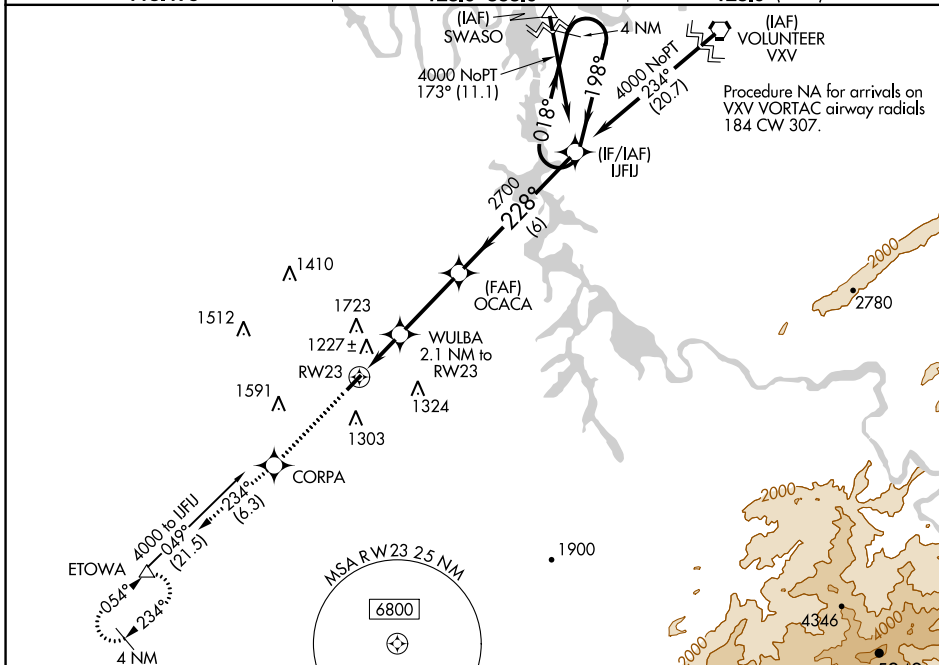 (IAF)
SWASO
4 NM
(IAF)
VOLUNTEER
VXV
4000 NoPT
173° (11.1)
018°
198°
4000 NoPT
234°
(20.7)
Procedure NA for arrivals on
VXV VORTAC airway radials
184 CW 307.
(IF/IAF)
IJFIJ
2700
228°
(6)
(FAF)
OCACA
2000
2780
1410
1512
1723
1227±
WULBA
2.1 NM to
RW23
RW23
1591
1324
1303
CORPA
4000 to IJFIJ
049°
(21.5)
234°
(6.3)
ETOWA
054°
234°
4 NM
MSA RW23 25 NM
6800
1900
2000
4346
4000
2000